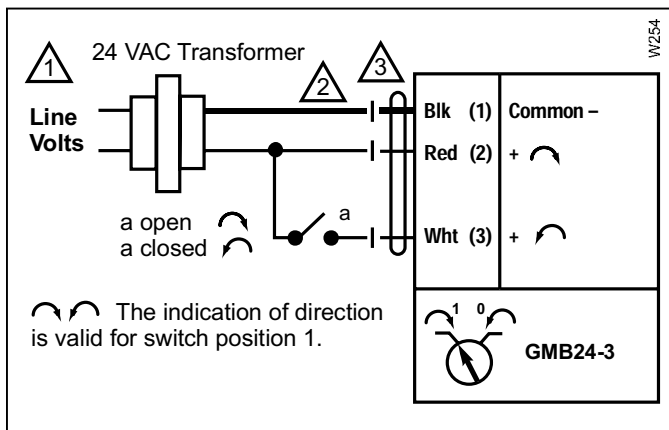 W254
1
24 VAC Transformer
2
3
Line
Volts
Blk (1) Common –
Red (2) +
a open
a closed
a
Wht (3) +
The indication of direction
is valid for switch position 1.
1 0
GMB24-3